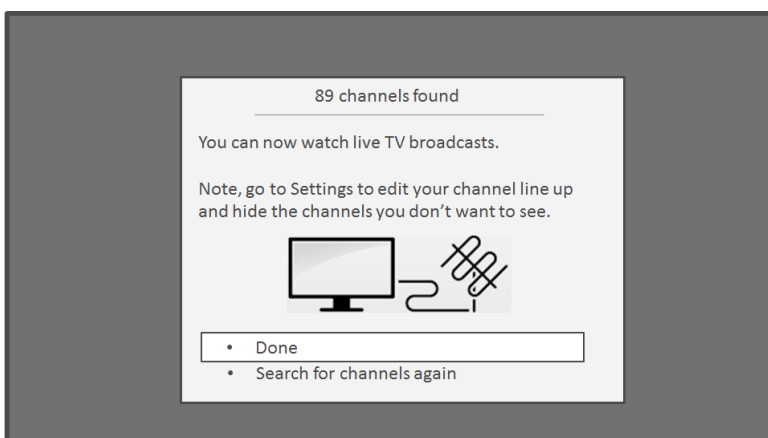 89 channels found
You can now watch live TV broadcasts.
Note, go to Settings to edit your channel line up
and hide the channels you don’t want to see.
• Done
• Search for channels again